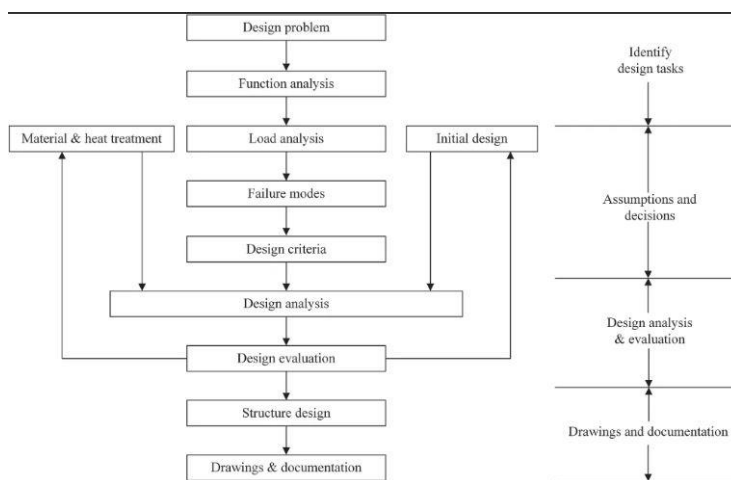 Design problem
Identify
design tasks
Function analysis
Material & heat treatment
Load analysis
Initial design
Failure modes
Assumptions and
decisions
Design criteria
Design analysis
Design analysis
& evaluation
Design evaluation
Structure design
Drawings and documentation
Drawings & documentation